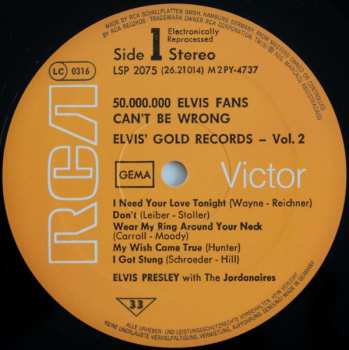 Electronically
Reprocessed
Side 1 Stereo
LSP 2075 (26.21014) M2PY-4737
LC 0316
50.000.000 ELVIS FANS
CAN'T BE WRONG
ELVIS' GOLD RECORDS – Vol. 2
RCA
GEMA
Victor
I Need Your Love Tonight (Wayne - Reichner)
Don't (Leiber - Stoller)
Wear My Ring Around Your Neck
(Carroll - Moody)
My Wish Came True (Hunter)
I Got Stung (Schroeder - Hill)
ELVIS PRESLEY with The Jordanaires
33